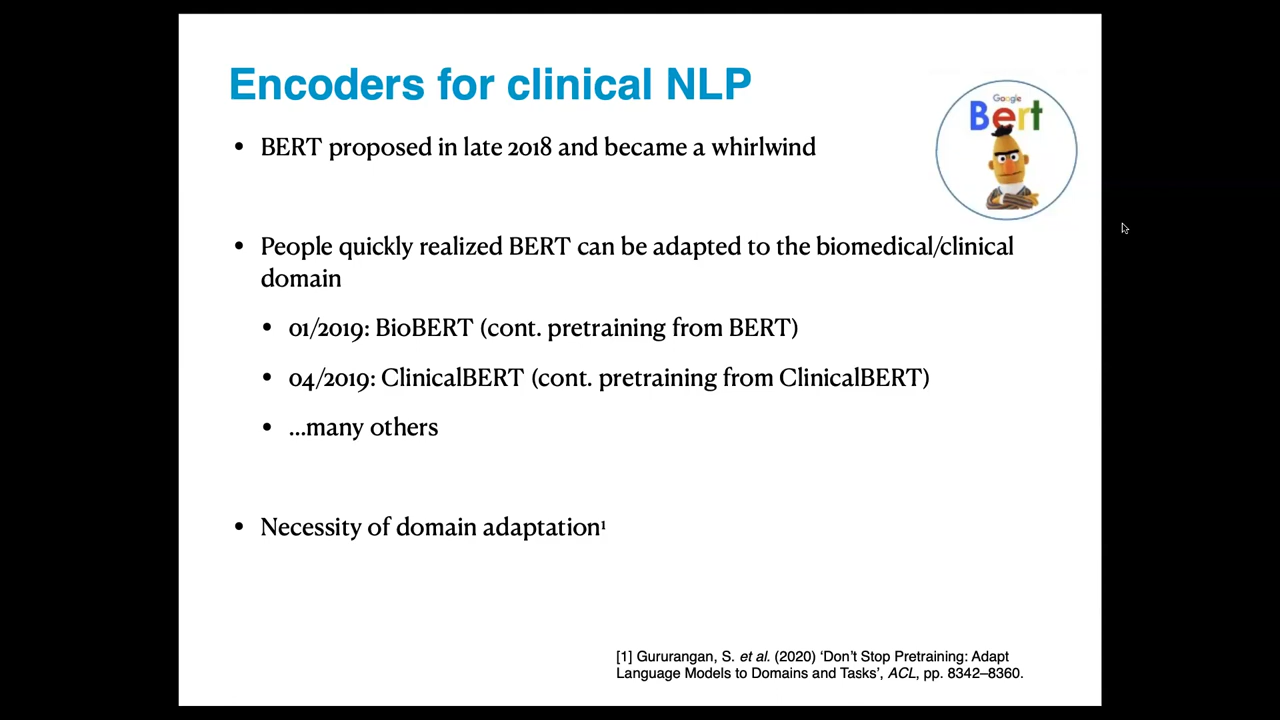 Encoders for clinical NLP
Google
Bert
• BERT proposed in late 2018 and became a whirlwind
• People quickly realized BERT can be adapted to the biomedical/clinical
domain
• 01/2019: BioBERT (cont. pretraining from BERT)
• 04/2019: ClinicalBERT (cont. pretraining from ClinicalBERT)
• ...many others
• Necessity of domain adaptation¹
[1] Gururangan, S. et al. (2020) ‘Don’t Stop Pretraining: Adapt
Language Models to Domains and Tasks’, ACL, pp. 8342–8360.